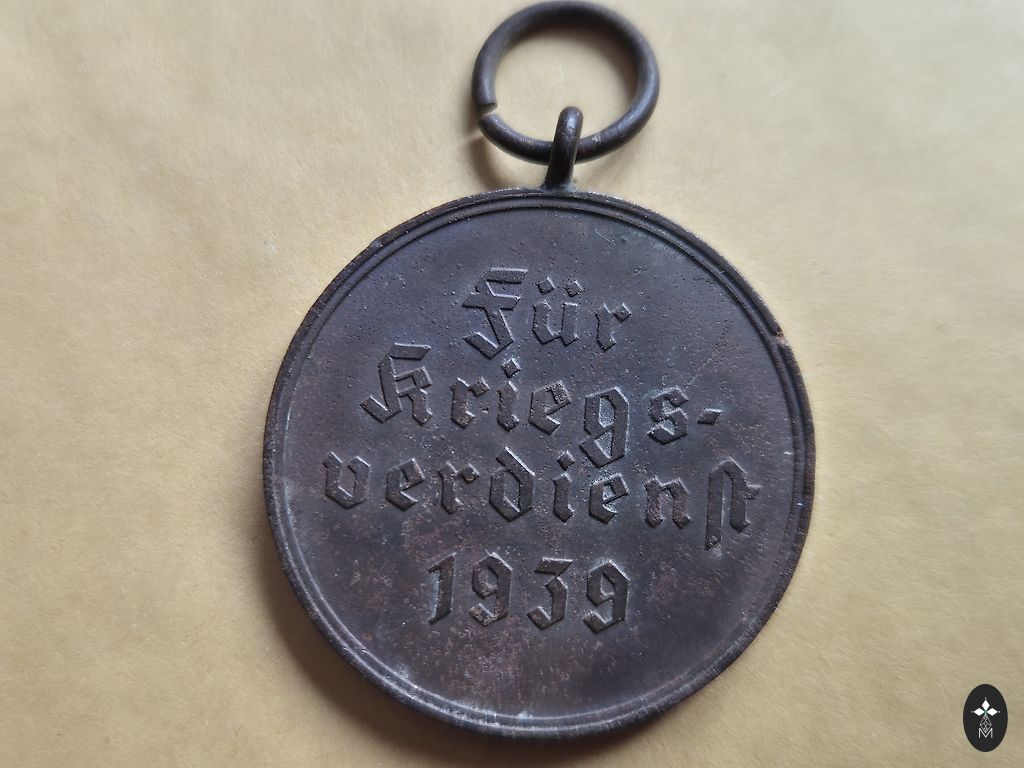 Für
Kriegs-
verdienst
1939
M